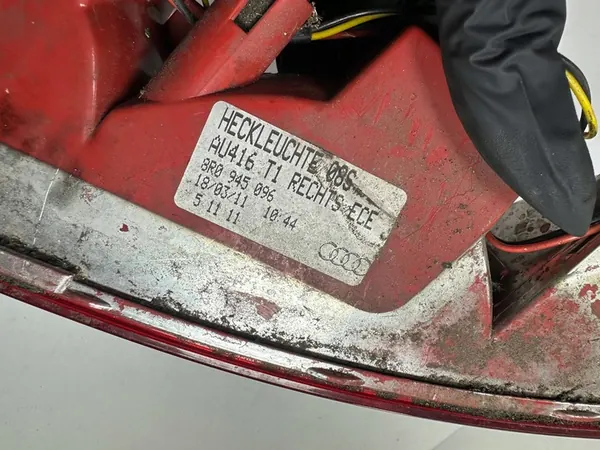 HECKLEUCHTE 08S
AU416 T1 RECHTS ECE
8R0 945 096
18/03/11 10:44
5 11 11